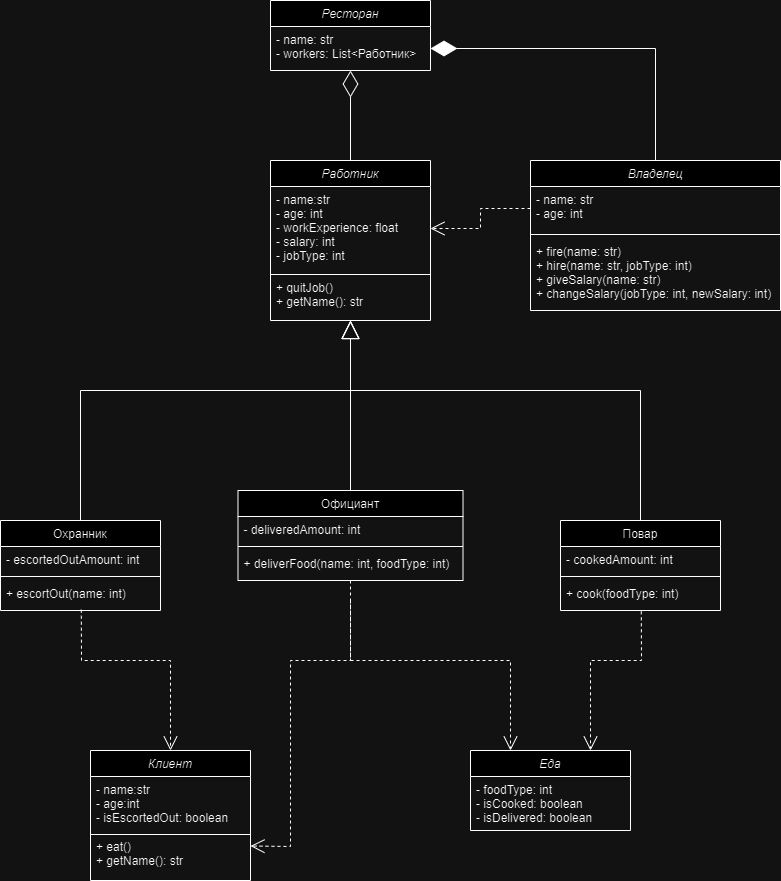 Ресторан
- name: str
- workers: List<Работник>
Работник
- name:str
- age: int
- workExperience: float
- salary: int
- jobType: int
+ quitJob()
+ getName(): str
Владелец
- name: str
- age: int
+ fire(name: str)
+ hire(name: str, jobType: int)
+ giveSalary(name: str)
+ changeSalary(jobType: int, newSalary: int)
Охранник
- escortedOutAmount: int
+ escortOut(name: int)
Официант
- deliveredAmount: int
+ deliverFood(name: int, foodType: int)
Повар
- cookedAmount: int
+ cook(foodType: int)
Клиент
- name:str
- age:int
- isEscortedOut: boolean
+ eat()
+ getName(): str
Еда
- foodType: int
- isCooked: boolean
- isDelivered: boolean